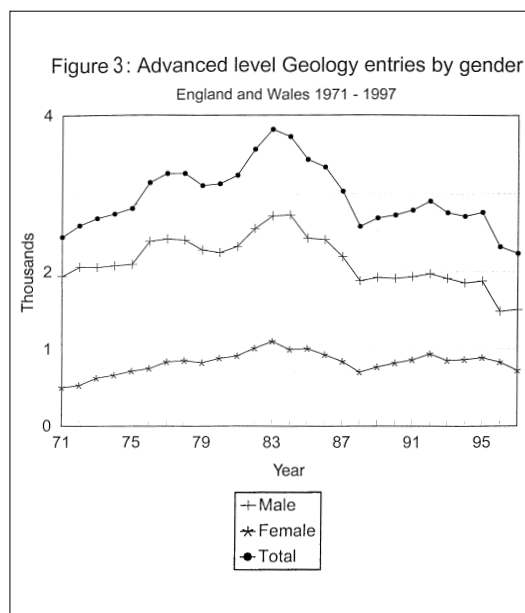 Figure 3: Advanced level Geology entries by gender
England and Wales 1971 - 1997
4
2
1
0
Thousands
71 75 79 83 87 91 95
Year
Male
Female
Total